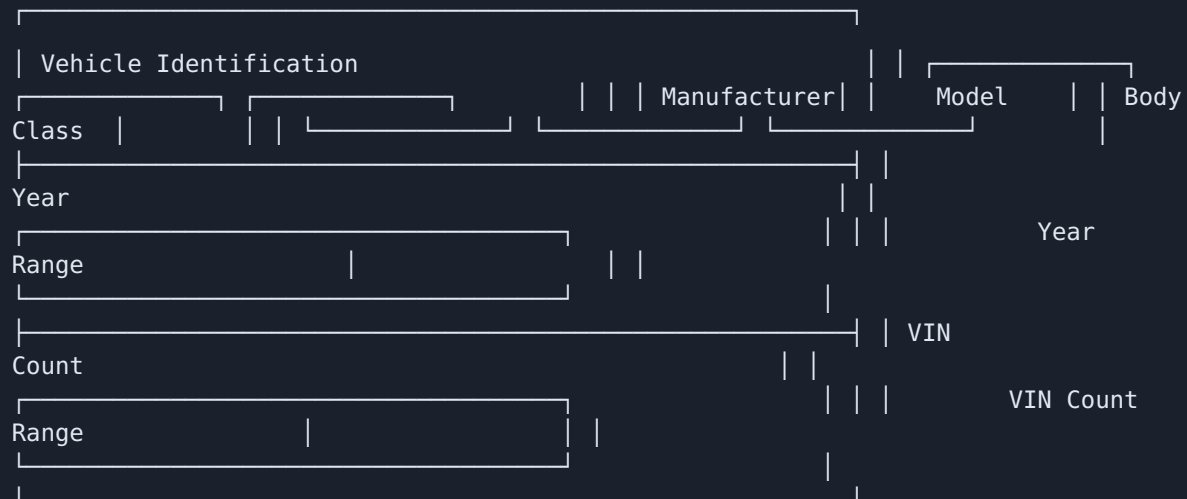 ┌──────────────────────────────────────────────────────────┐
│ Vehicle Identification │ │ ┌─────────────┐
┌─────────────┐ ┌─────────────┐ │ │ │ Manufacturer│ │ Model │ │ Body
Class │ │ │ └─────────────┘ └─────────────┘ └─────────────┘ │
├──────────────────────────────────────────────────────────┤ │
Year │ │
┌─────────────────────────────────────┐ │ │ │ Year
Range │ │ │
└─────────────────────────────────────┘ │
├──────────────────────────────────────────────────────────┤ │ VIN
Count │ │
┌─────────────────────────────────────┐ │ │ │ VIN Count
Range │ │ │
└─────────────────────────────────────┘ │